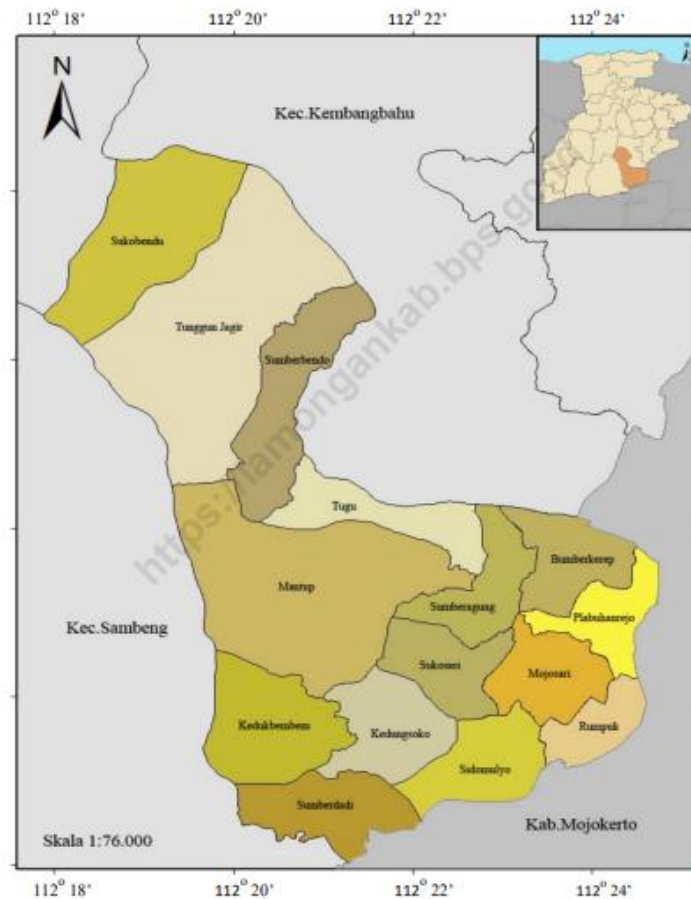 112° 18'
112° 20'
112° 22'
112° 24'
N
Kec.Kembangbahu
Sukobendu
Tunggun Jagir
Sumberbendo
Tugu
Mantup
Bumberkerep
Sumberagung
Plabuhanrejo
Kec.Sambeng
Sukosari
Mojosari
Kedukbembem
Kedungsoko
Rumpuk
Sidomulyo
Sumberdadi
Skala 1:76.000
Kab.Mojokerto
112° 18'
112° 20'
112° 22'
112° 24'